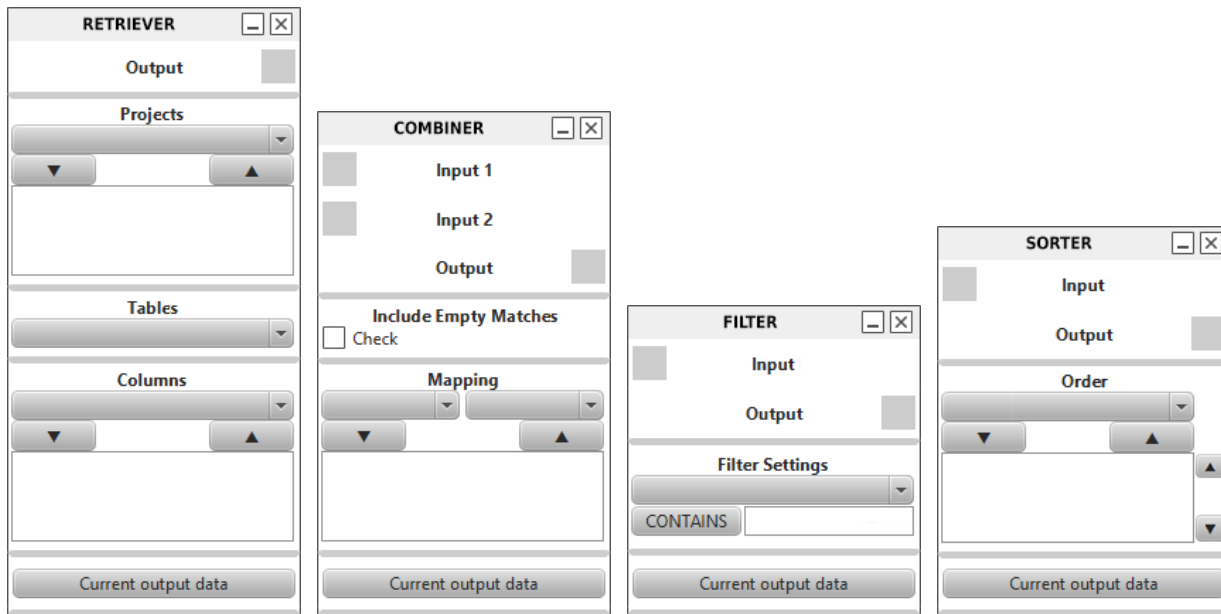 RETRIEVER
Output
Projects
Tables
Columns
Current output data
COMBINER
Input 1
Input 2
Output
Include Empty Matches
Check
Mapping
Current output data
FILTER
Input
Output
Filter Settings
CONTAINS
Current output data
SORTER
Input
Output
Order
Current output data